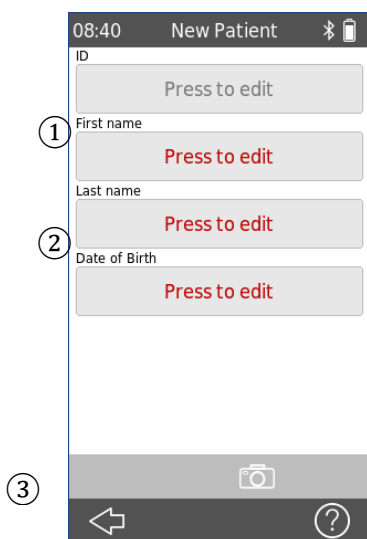 08:40 New Patient
ID
Press to edit
① First name
Press to edit
Last name
Press to edit
② Date of Birth
Press to edit
③
?